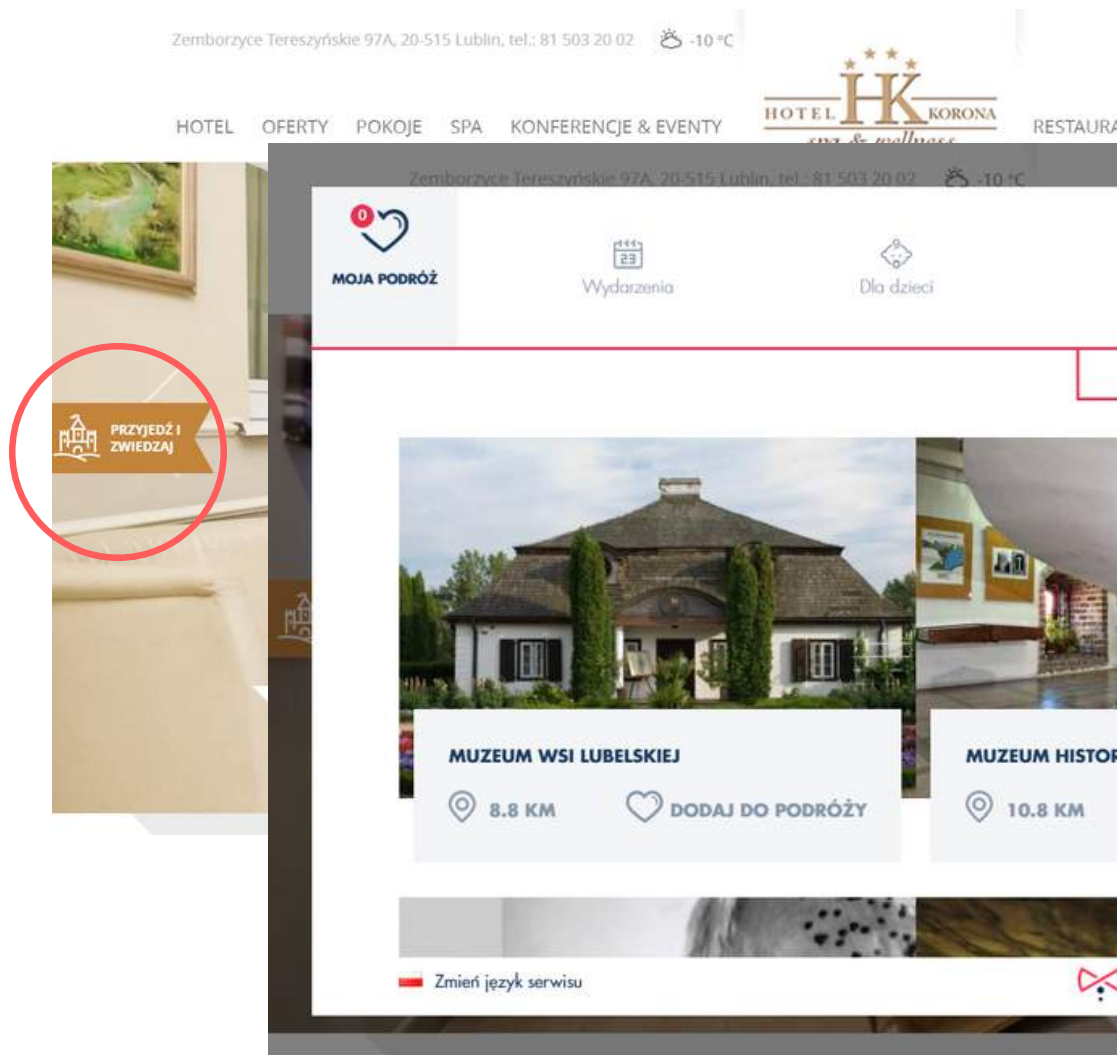 Zemborzyce Tereszyńskie 97A, 20-515 Lublin, tel.: 81 503 20 02 -10 °C
HK
HOTEL KORONA
spa & wellness
HOTEL OFERTY POKOJE SPA KONFERENCJE & EVENTY
Zemborzyce Tereszyńskie 97A, 20-515 Lublin, tel.: 81 503 20 02 -10 °C
0
MOJA PODRÓŻ
23
Wydarzenia
Dla dzieci
PRZYJEDŹ I
ZWIEDZAJ
MUZEUM WSI LUBELSKIEJ
8.8 KM DODAJ DO PODRÓŻY
MUZEUM
10.8 KM
Zmień język serwisu